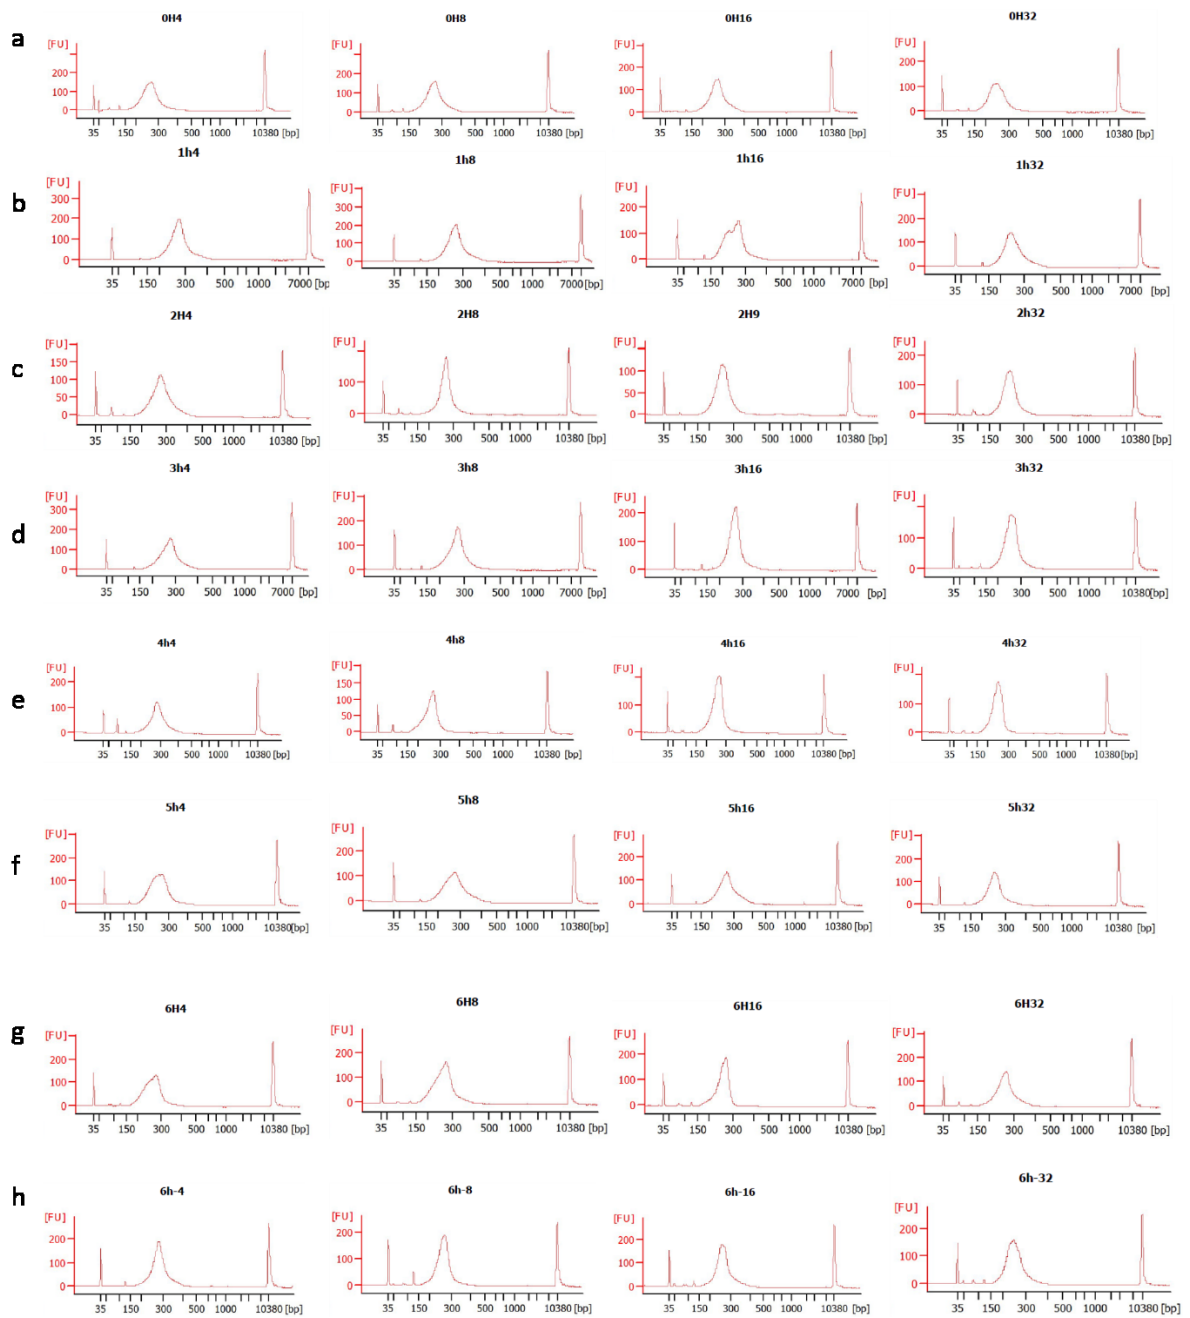 a
0H4 0H8 0H16 0H32
[FU] [FU] [FU] [FU]
200 200 200 200
100 100 100 100
0 0 0 0
35 150 300 500 1000 10380 [bp] 35 150 300 500 1000 10380 [bp] 35 150 300 500 1000 10380 [bp] 35 150 300 500 1000 10380 [bp]
b
1h4 1h8 1h16 1h32
[FU] [FU] [FU] [FU]
300 300 200 200
200 200 100 100
100 100 0 0
0 0
35 150 300 500 1000 7000 [bp] 35 150 300 500 1000 7000 [bp] 35 150 300 500 1000 7000 [bp] 35 150 300 500 1000 7000 [bp]
c
2H4 2H8 2H9 2h32
[FU] [FU] [FU] [FU]
150 100 100 200
100 0 50 100
50 0 0
0
35 150 300 500 1000 10380 [bp] 35 150 300 500 1000 10380 [bp] 35 150 300 500 1000 10380 [bp] 35 150 300 500 1000 10380 [bp]
d
3h4 3h8 3h16 3h32
[FU] [FU] [FU] [FU]
300 200 200 100
200 100 100 0
100 0 0
0
35 150 300 500 1000 7000 [bp] 35 150 300 500 1000 7000 [bp] 35 150 300 500 1000 7000 [bp] 35 150 300 500 1000 10380[bp]
e
4h4 4h8 4h16 4h32
[FU] [FU] [FU] [FU]
200 150 100 100
100 100 0 0
0 50
0
35 150 300 500 1000 10380 [bp] 35 150 300 500 1000 10380 [bp] 35 150 300 500 1000 10380 [bp] 35 150 300 500 1000 10380 [bp]
f
5h4 5h8 5h16 5h32
[FU] [FU] [FU] [FU]
200 200 200 200
100 100 100 100
0 0 0 0
35 150 300 500 1000 10380[bp] 35 150 300 500 1000 10380[bp] 35 150 300 500 1000 10380[bp] 35 150 300 500 1000 10380[bp]
g
6H4 6H8 6H16 6H32
[FU] [FU] [FU] [FU]
200 200 200 200
100 100 100 100
0 0 0 0
35 150 300 500 1000 10380 [bp] 35 150 300 500 1000 10380 [bp] 35 150 300 500 1000 10380 [bp] 35 150 300 500 1000 10380 [bp]
h
6h-4 6h-8 6h-16 6h-32
[FU] [FU] [FU] [FU]
200 200 200 200
100 100 100 100
0 0 0 0
35 150 300 500 1000 10380 [bp] 35 150 300 500 1000 10380 [bp] 35 150 300 500 1000 10380 [bp] 35 150 300 500 1000 10380 [bp]